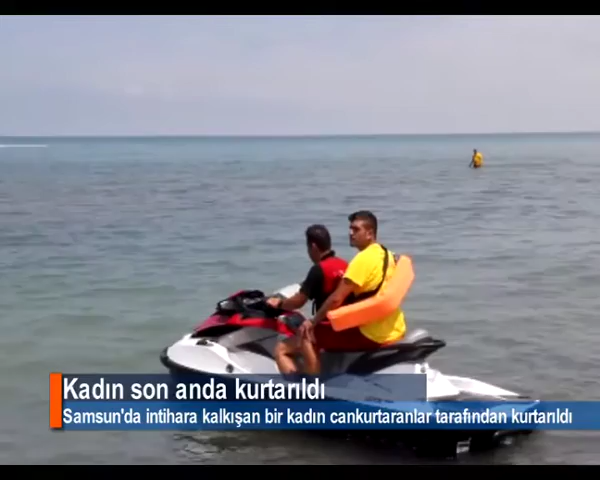 Kadın son anda kurtarıldı
Samsun'da intihara kalkışan bir kadın cankurtaranlar tarafından kurtarıldı